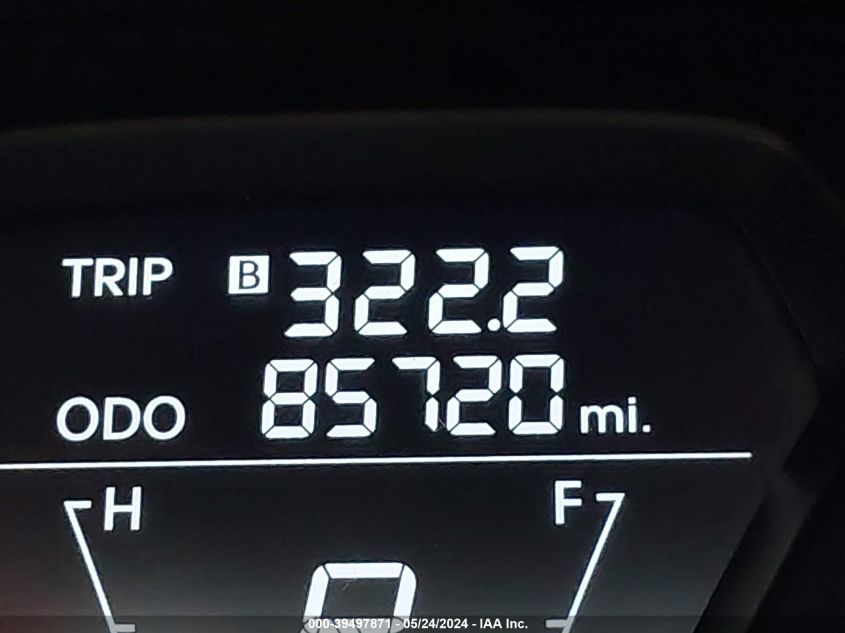 TRIP B 322.2
ODO 85720 mi.
H F
000-39497871 - 05/24/2024 - IAA Inc.